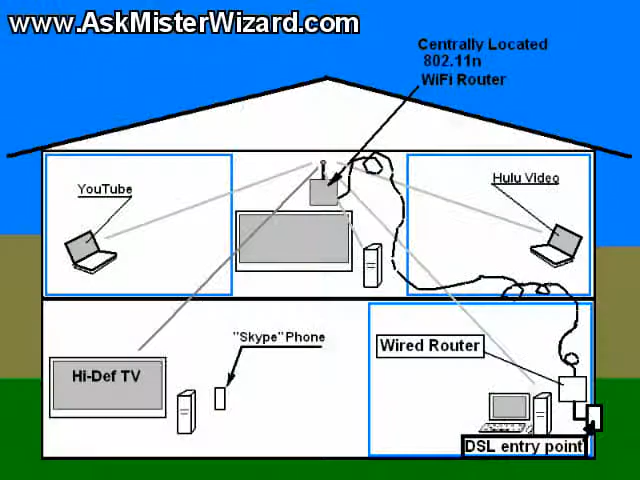 www.AskMisterWizard.com
Centrally Located
802.11n
WiFi Router
YouTube
Hulu Video
"Skype" Phone
Wired Router
Hi-Def TV
DSL entry point